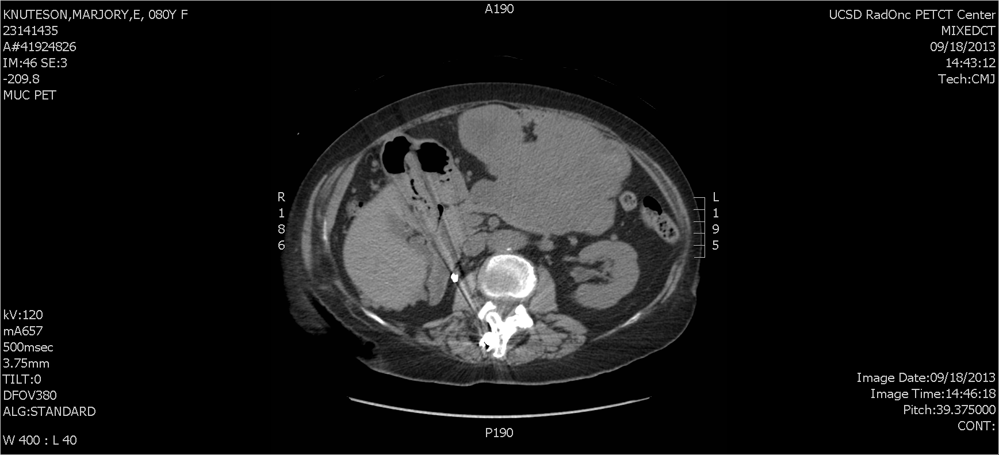 A190
KNUTESON,MARJORY,E, 080Y F
23141435
A#41924826
IM:46 SE:3
-209.8
MUC PET
UCSD RadOnc PETCT Center
MIXEDCT
09/18/2013
14:43:12
Tech:CMJ
R
1
8
6
L
1
9
5
kV:120
mA657
500msec
3.75mm
TILT:0
DFOV380
ALG:STANDARD
W 400 : L 40
Image Date:09/18/2013
Image Time:14:46:18
Pitch:39.375000
CONT:
P190